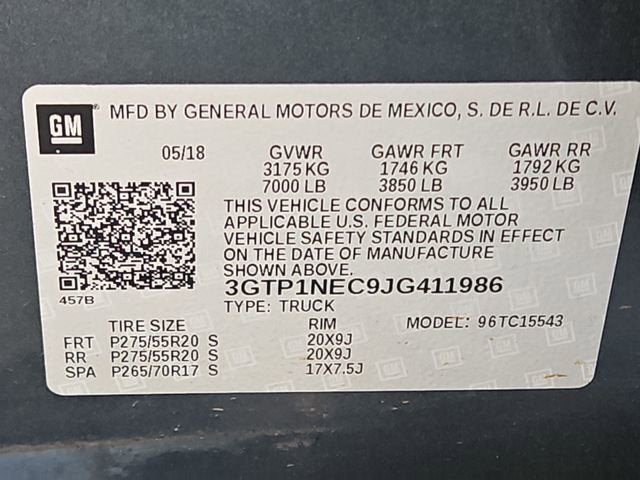 GM® MFD BY GENERAL MOTORS DE MEXICO, S. DE R.L. DE C.V.
05/18 GVWR GAWR FRT GAWR RR
3175 KG 1746 KG 1792 KG
7000 LB 3850 LB 3950 LB
THIS VEHICLE CONFORMS TO ALL
APPLICABLE U.S. FEDERAL MOTOR
VEHICLE SAFETY STANDARDS IN EFFECT
ON THE DATE OF MANUFACTURE
SHOWN ABOVE.
3GTP1NEC9JG411986
457B
TYPE: TRUCK
TIRE SIZE RIM MODEL: 96TC15543
FRT P275/55R20 S 20X9J
RR P275/55R20 S 20X9J
SPA P265/70R17 S 17X7.5J